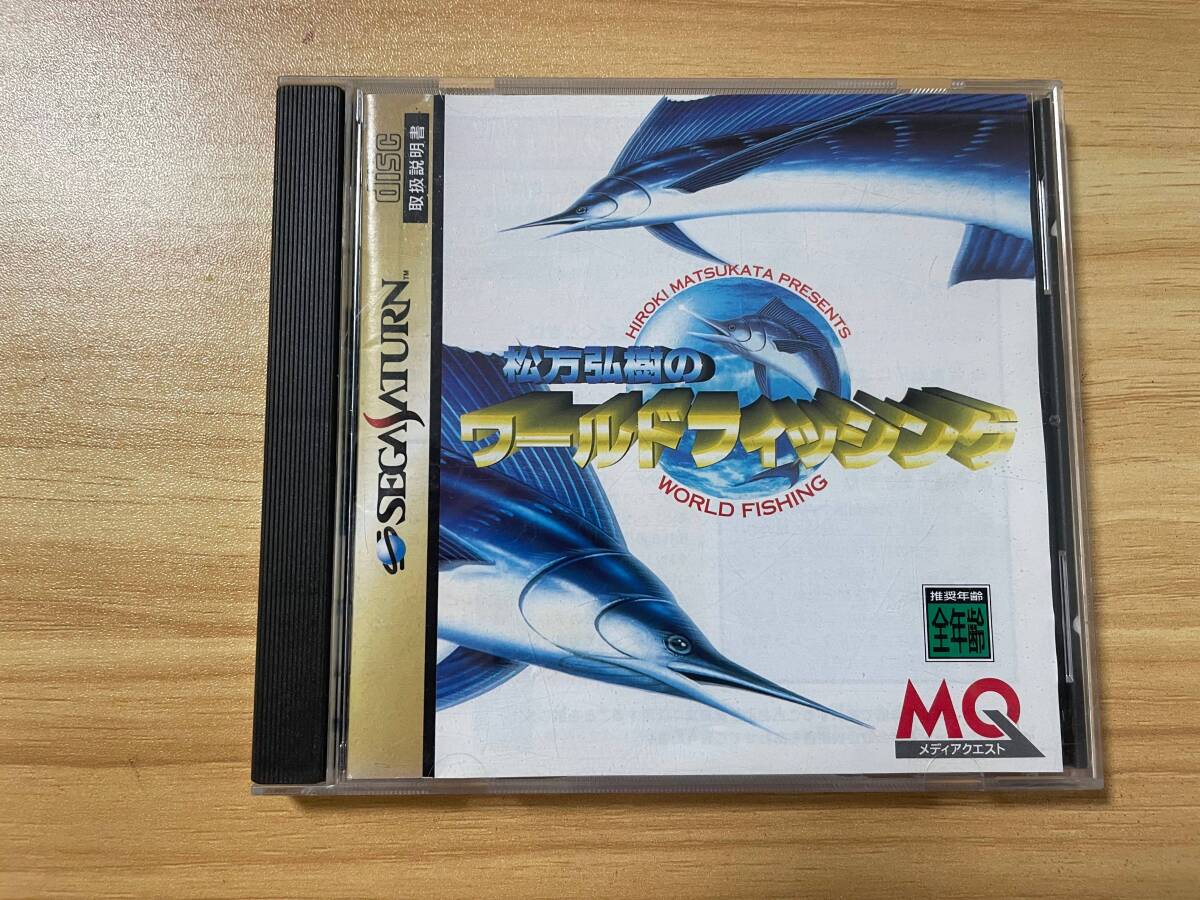 DISC
取扱説明書
SEGA SATURN™
HIROKI MATSUKATA PRESENTS
松方弘樹の
ワールドフィッシング
WORLD FISHING
推奨年齢
全年齢
MQ
メディアクエスト